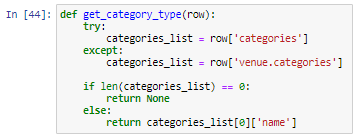 In [44]: def get_category_type(row):
    try:
        categories_list = row['categories']
    except:
        categories_list = row['venue.categories']

    if len(categories_list) == 0:
        return None
    else:
        return categories_list[0]['name']